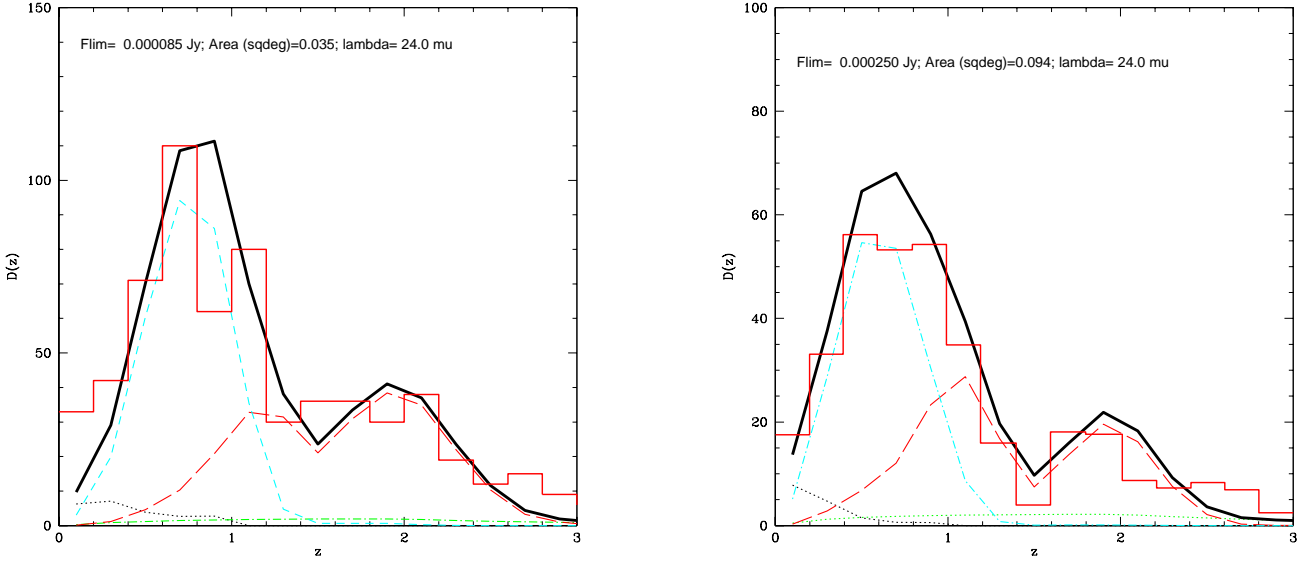 150
100
50
0
D(z)
Flim= 0.000085 Jy; Area (sqdeg)=0.035; lambda= 24.0 mu
0 1 2 3
z
100
80
60
40
20
0
D(z)
Flim= 0.000250 Jy; Area (sqdeg)=0.094; lambda= 24.0 mu
0 1 2 3
z